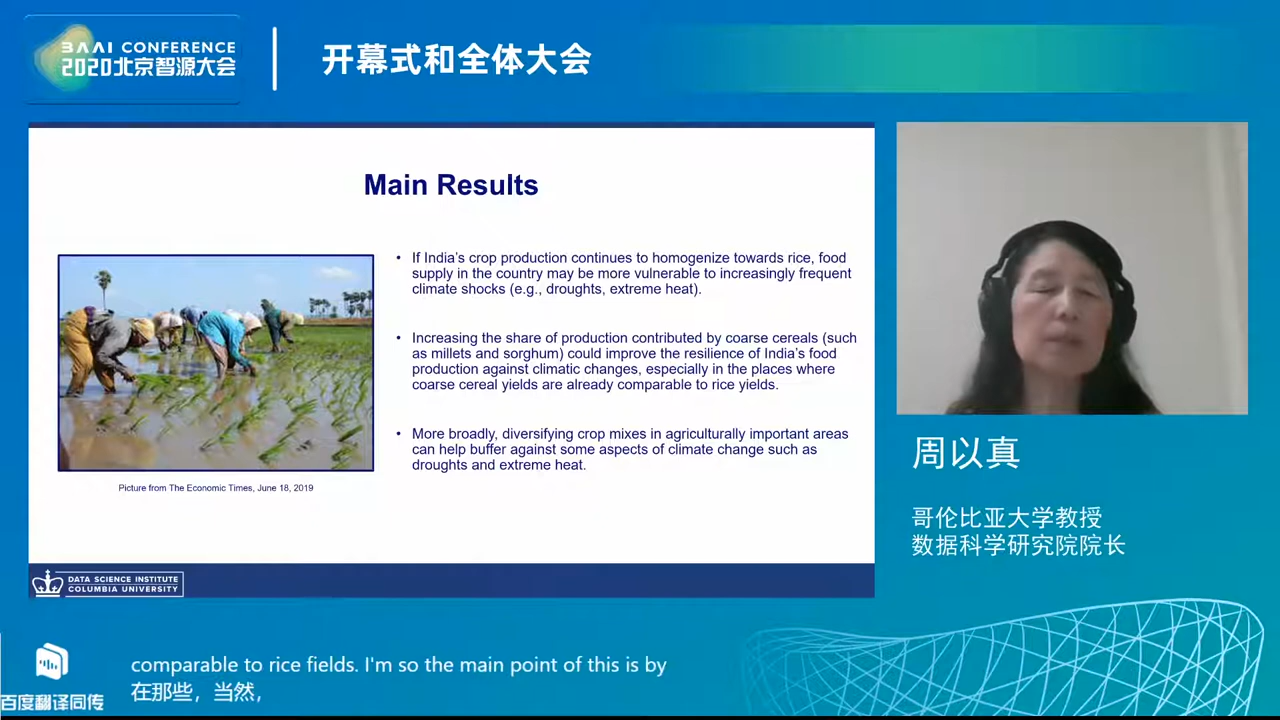 BAAI CONFERENCE
2020北京智源大会
开幕式和全体大会
Main Results
• If India's crop production continues to homogenize towards rice, food
supply in the country may be more vulnerable to increasingly frequent
climate shocks (e.g., droughts, extreme heat).
• Increasing the share of production contributed by coarse cereals (such
as millets and sorghum) could improve the resilience of India's food
production against climatic changes, especially in the places where
coarse cereal yields are already comparable to rice yields.
• More broadly, diversifying crop mixes in agriculturally important areas
can help buffer against some aspects of climate change such as
droughts and extreme heat.
Picture from The Economic Times, June 18, 2019
DATA SCIENCE INSTITUTE
COLUMBIA UNIVERSITY
周以真
哥伦比亚大学教授
数据科学研究院院长
comparable to rice fields. I'm so the main point of this is by
在那些，当然，
百度翻译同传